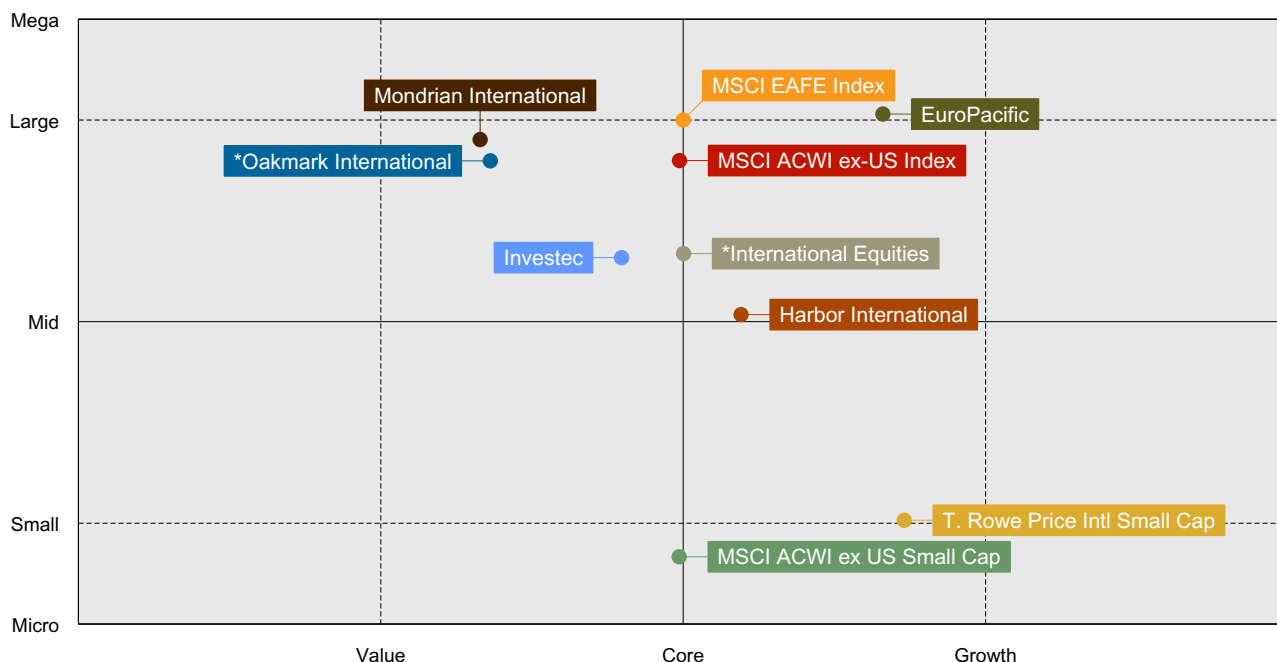 Mega
MSCI EAFE Index
Mondrian International
Large
EuroPacific
*Oakmark International
MSCI ACWI ex-US Index
Investec
*International Equities
Harbor International
Mid
Small
T. Rowe Price Intl Small Cap
MSCI ACWI ex US Small Cap
Micro
Value
Core
Growth